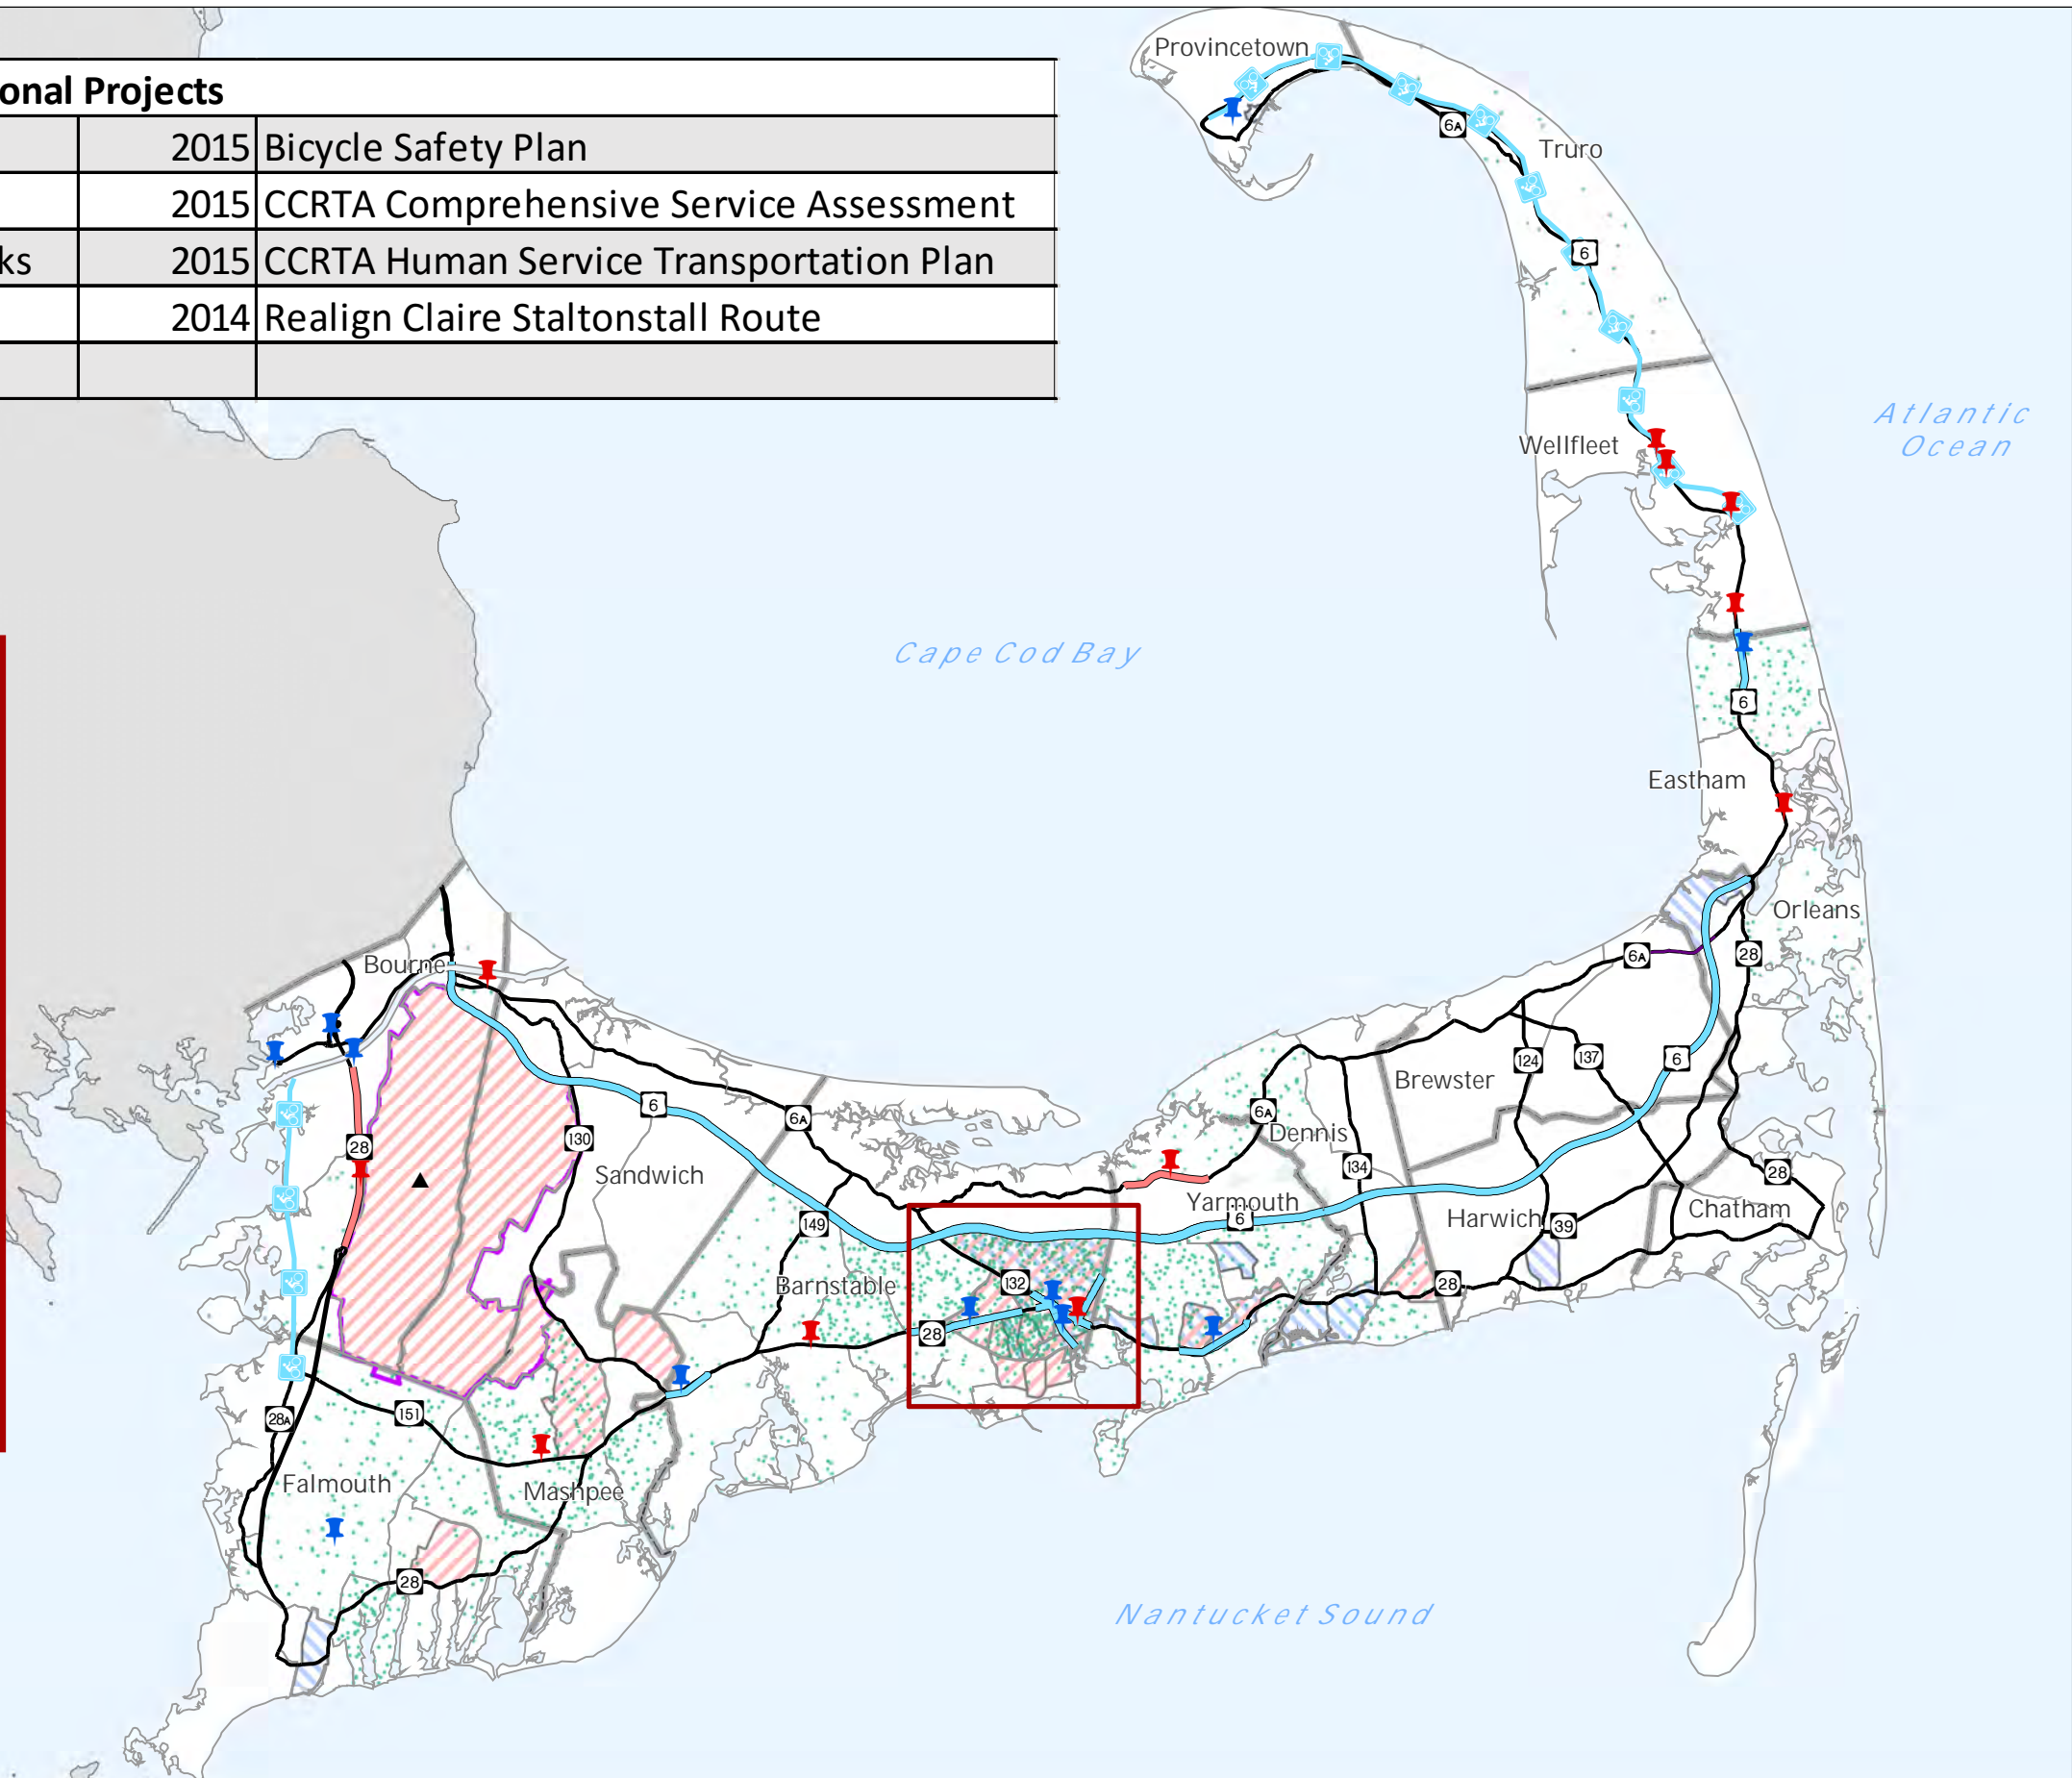 onal Projects
2015 Bicycle Safety Plan
2015 CCRTA Comprehensive Service Assessment
ks 2015 CCRTA Human Service Transportation Plan
2014 Realign Claire Staltonstall Route
Provincetown
6A
Truro
6
Wellfleet
Atlantic
Ocean
Cape Cod Bay
6
Eastham
Orleans
Bourne
6A
28
124
137
6
Brewster
6
6A
6A
Dennis
28
130
Sandwich
134
28
Yarmouth
6
Chatham
149
Harwich
39
Barnstable
132
28
28
28A
151
Falmouth
Mashpee
28
Nantucket Sound